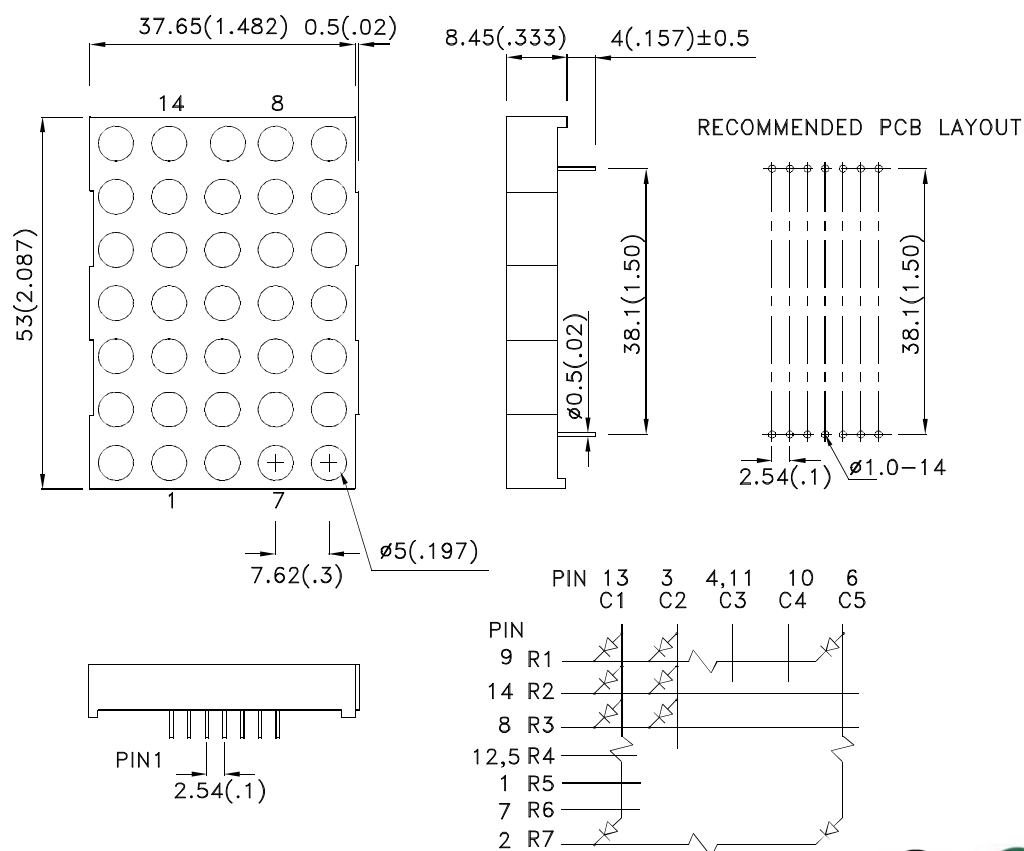 37.65(1.482) 0.5(.02)
8.45(.333) 4(.157)±0.5
14 8
RECOMMENDED PCB LAYOUT
53(2.087)
38.1(1.50)
38.1(1.50)
ø0.5(.02)
2.54(.1)
ø1.0-14
1 7
ø5(.197)
7.62(.3)
PIN 13 3 4,11 10 6
C1 C2 C3 C4 C5
PIN
9 R1
14 R2
8 R3
12,5 R4
1 R5
7 R6
2 R7
PIN1
2.54(.1)